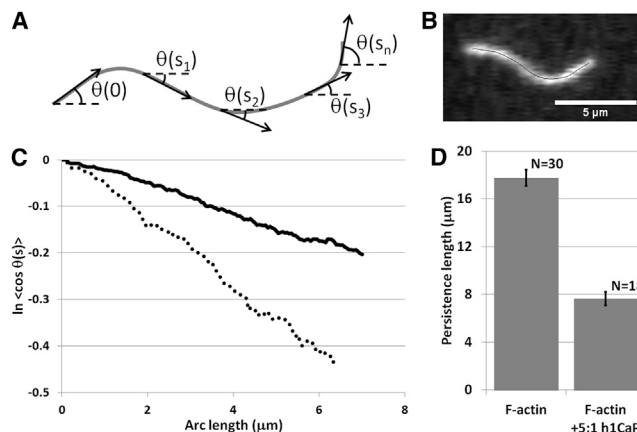 A
θ(0)
θ(s₁)
θ(s₂)
θ(s₃)
θ(sₙ)
B
5 μm
C
ln <cos θ(s)>
0
-0.1
-0.2
-0.3
-0.4
-0.5
0 2 4 6 8
Arc length (μm)
D
Persistence length (μm)
20
16
12
8
4
0
N=30
F-actin
F-actin
+5:1